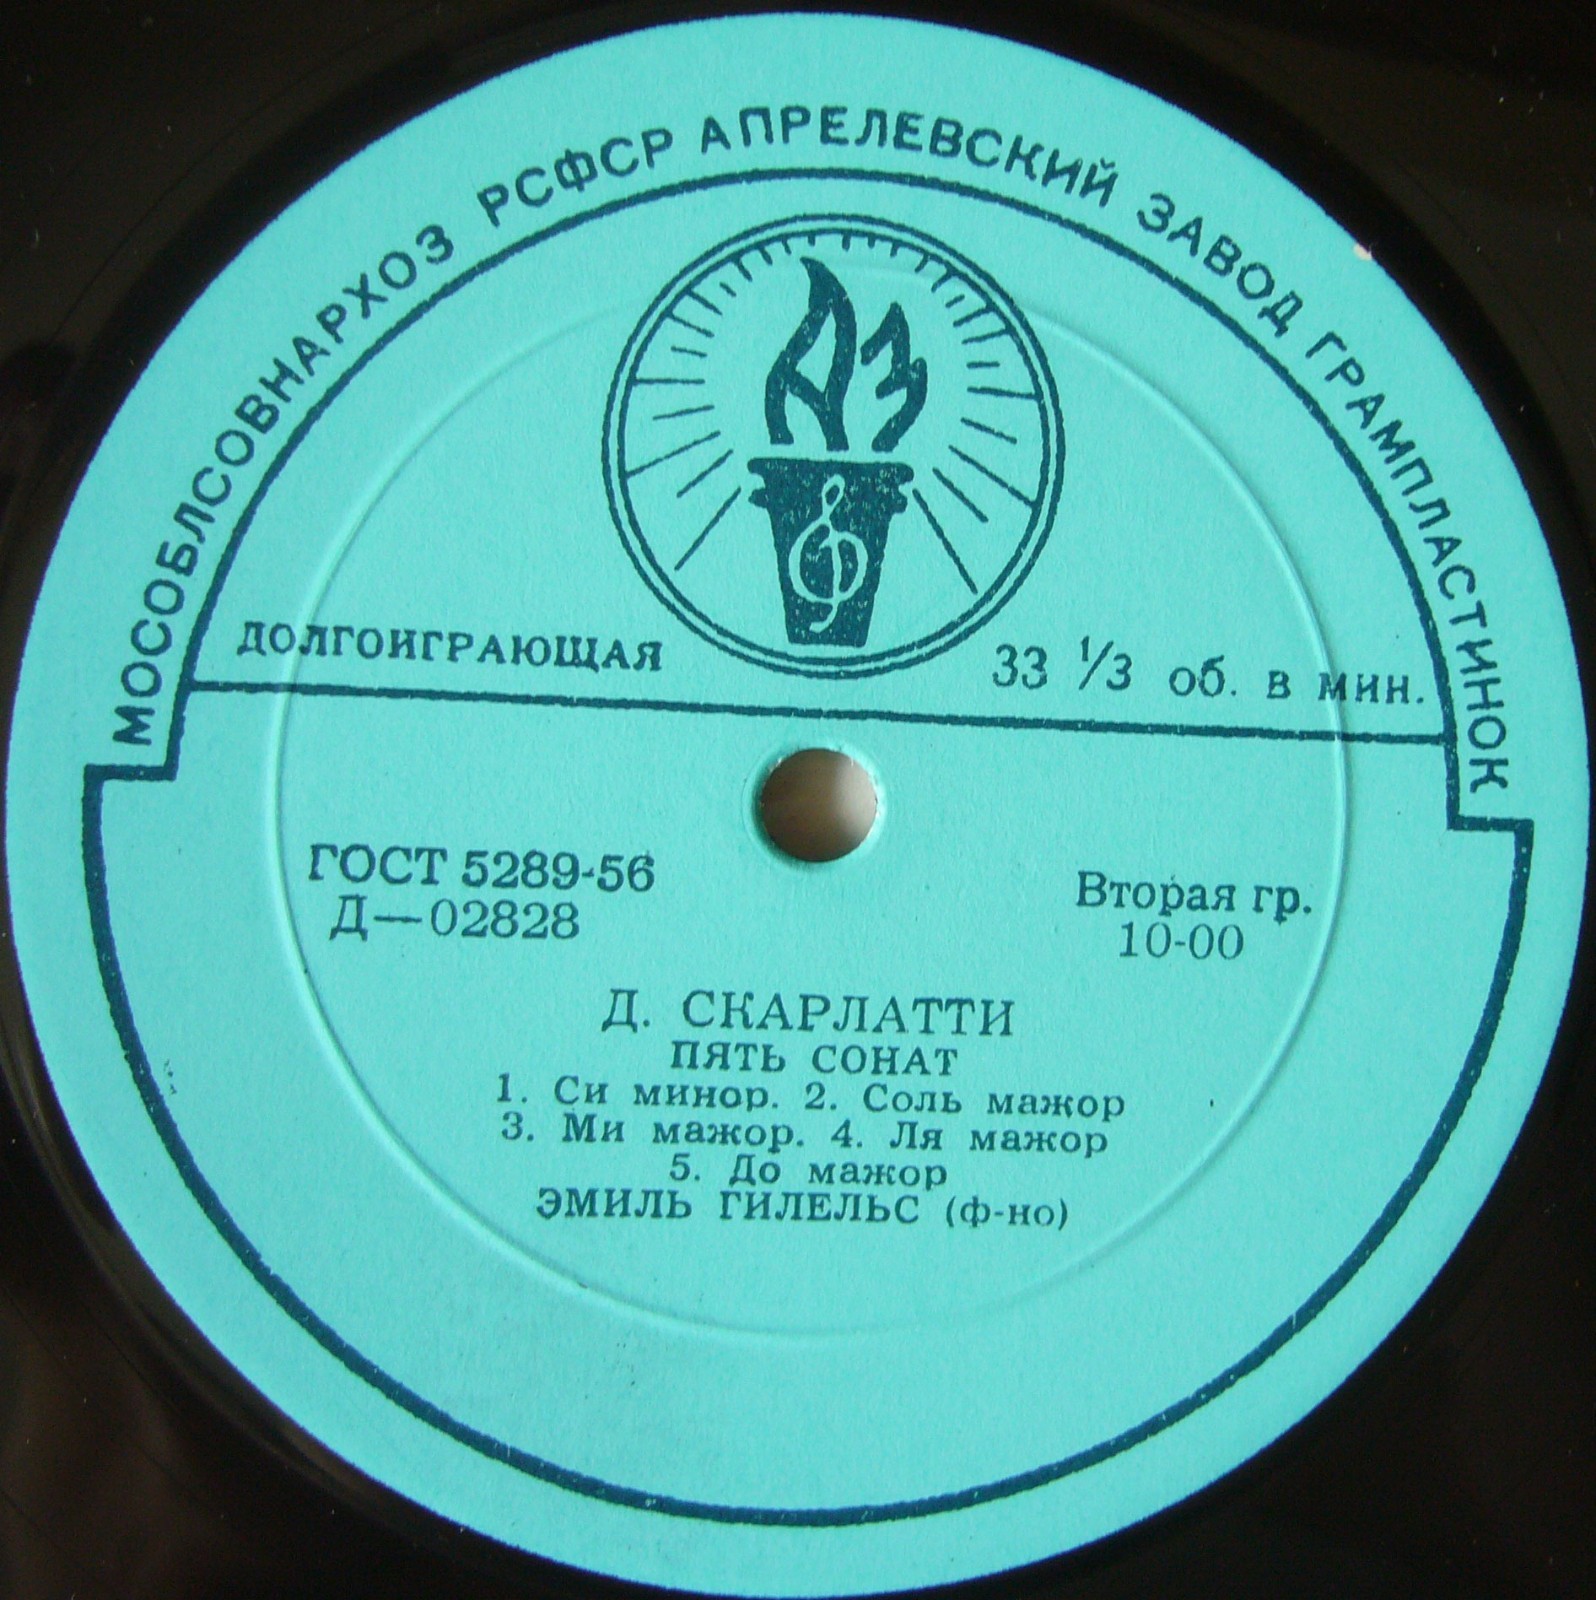 МОСОБЛСОВНАРХОЗ РСФСР АПРЕЛЕВСКИЙ ЗАВОД ГРАМПЛАСТИНОК
АЗ
ДОЛГОИГРАЮЩАЯ
33 1/3 об. в мин.
ГОСТ 5289-56
Д—02828
Вторая гр.
10-00
Д. СКАРЛАТТИ
ПЯТЬ СОНАТ
1. Си минор. 2. Соль мажор
3. Ми мажор. 4. Ля мажор
5. До мажор
ЭМИЛЬ ГИЛЕЛЬС (ф-но)